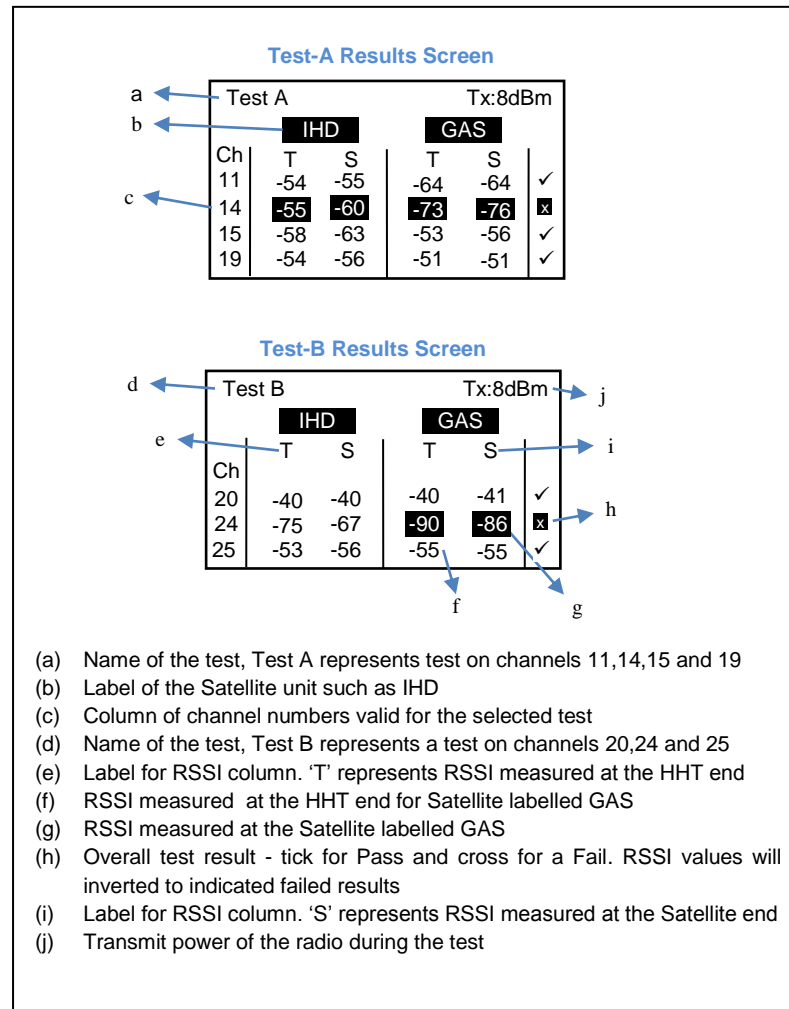 Test-A Results Screen
a Test A Tx:8dBm
b IHD GAS
Ch T S T S
11 -54 -55 -64 -64 ✓
c 14 -55 -60 -73 -76 x
15 -58 -63 -53 -56 ✓
19 -54 -56 -51 -51 ✓
Test-B Results Screen
d Test B Tx:8dBm j
IHD GAS
e T S T S i
Ch
20 -40 -40 -40 -41 ✓
24 -75 -67 -90 -86 x h
25 -53 -56 -55 -55 ✓
f g
(a) Name of the test, Test A represents test on channels 11,14,15 and 19
(b) Label of the Satellite unit such as IHD
(c) Column of channel numbers valid for the selected test
(d) Name of the test, Test B represents a test on channels 20,24 and 25
(e) Label for RSSI column. ‘T’ represents RSSI measured at the HHT end
(f) RSSI measured at the HHT end for Satellite labelled GAS
(g) RSSI measured at the Satellite labelled GAS
(h) Overall test result - tick for Pass and cross for a Fail. RSSI values will
inverted to indicated failed results
(i) Label for RSSI column. ‘S’ represents RSSI measured at the Satellite end
(j) Transmit power of the radio during the test